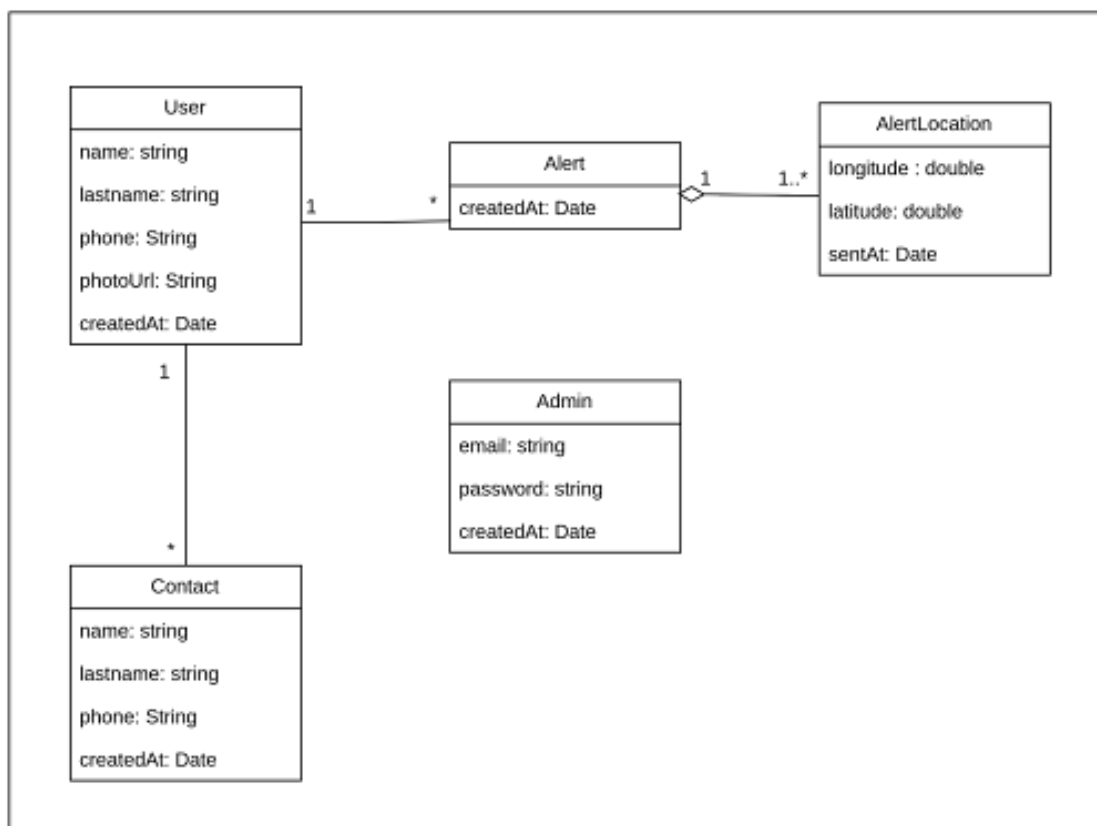 User
name: string
lastname: string
phone: String
photoUrl: String
createdAt: Date
1
*
Alert
createdAt: Date
1
1..*
AlertLocation
longitude : double
latitude: double
sentAt: Date
1
*
Admin
email: string
password: string
createdAt: Date
Contact
name: string
lastname: string
phone: String
createdAt: Date